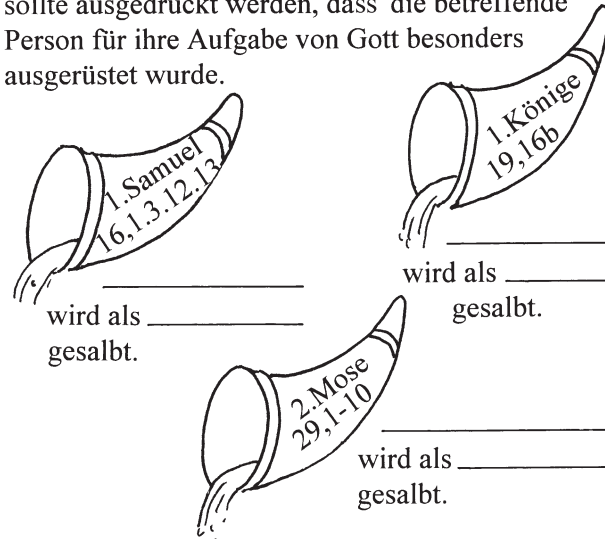 sollte ausgedrückt werden, dass die betreffende
Person für ihre Aufgabe von Gott besonders
ausgerüstet wurde.
1.Samuel
16,1.3.12.13
wird als
gesalbt.
1.Könige
19,16b
wird als
gesalbt.
2.Mose
29,1-10
wird als
gesalbt.